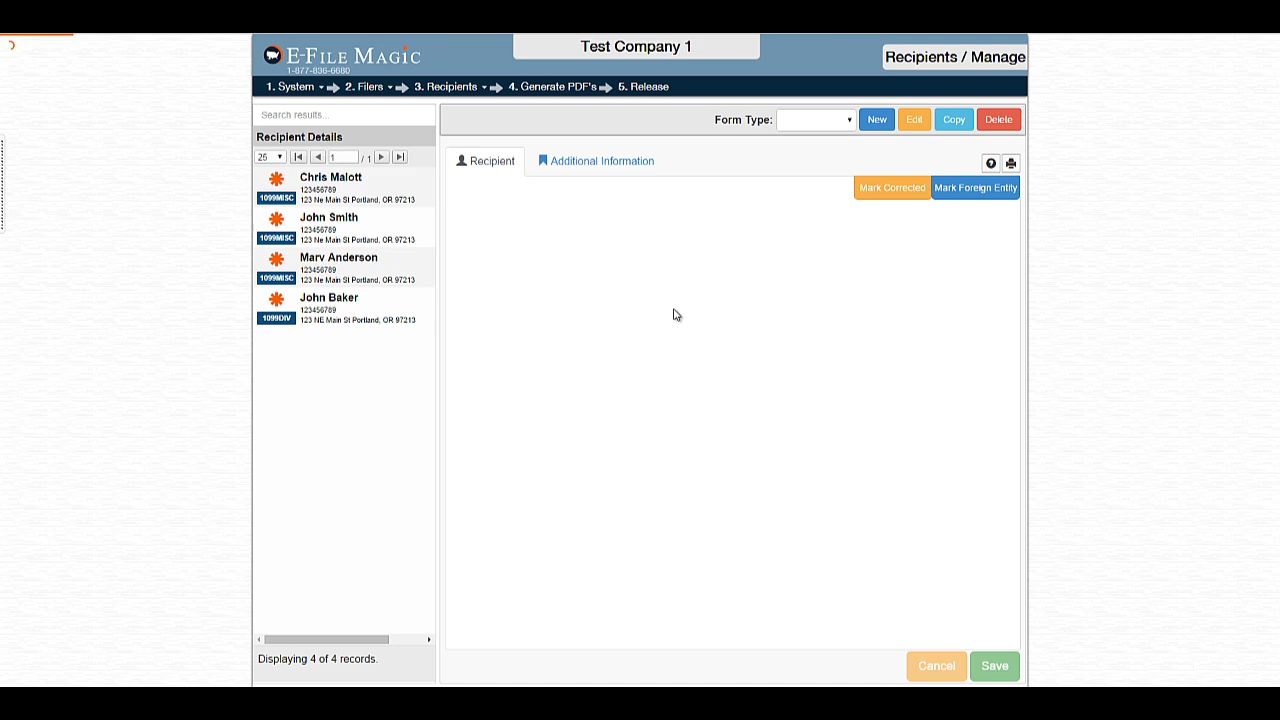 E-FILE MAGIC
1-877-836-6680
Test Company 1
Recipients / Manage
1. System 2. Filers 3. Recipients 4. Generate PDF's 5. Release
Search results...
Form Type: New Edit Copy Delete
Recipient Details
25 1 / 1
Recipient Additional Information
Mark Corrected Mark Foreign Entity
Chris Malott
123456789
1099MISC 123 Ne Main St Portland, OR 97213
John Smith
123456789
1099MISC 123 Ne Main St Portland, OR 97213
Marv Anderson
123456789
1099MISC 123 Ne Main St Portland, OR 97213
John Baker
123456789
1099DIV 123 NE Main St Portland, OR 97213
Displaying 4 of 4 records.
Cancel Save